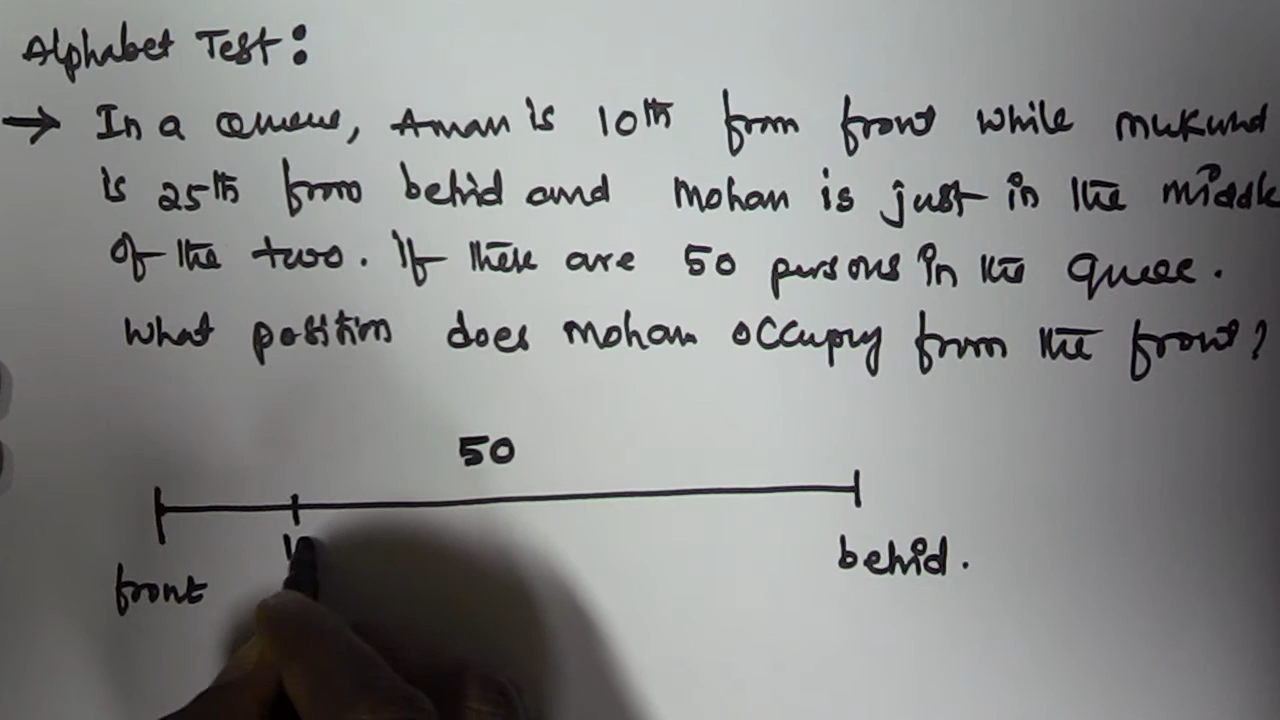 Alphabet Test:
→ In a queue, Aman is 10th from front while mukund
is 25th from behid and Mohan is just in the middle
of the two. If there are 50 persons in the queue.
What position does Mohan occupy from the front?
50
front
behid.